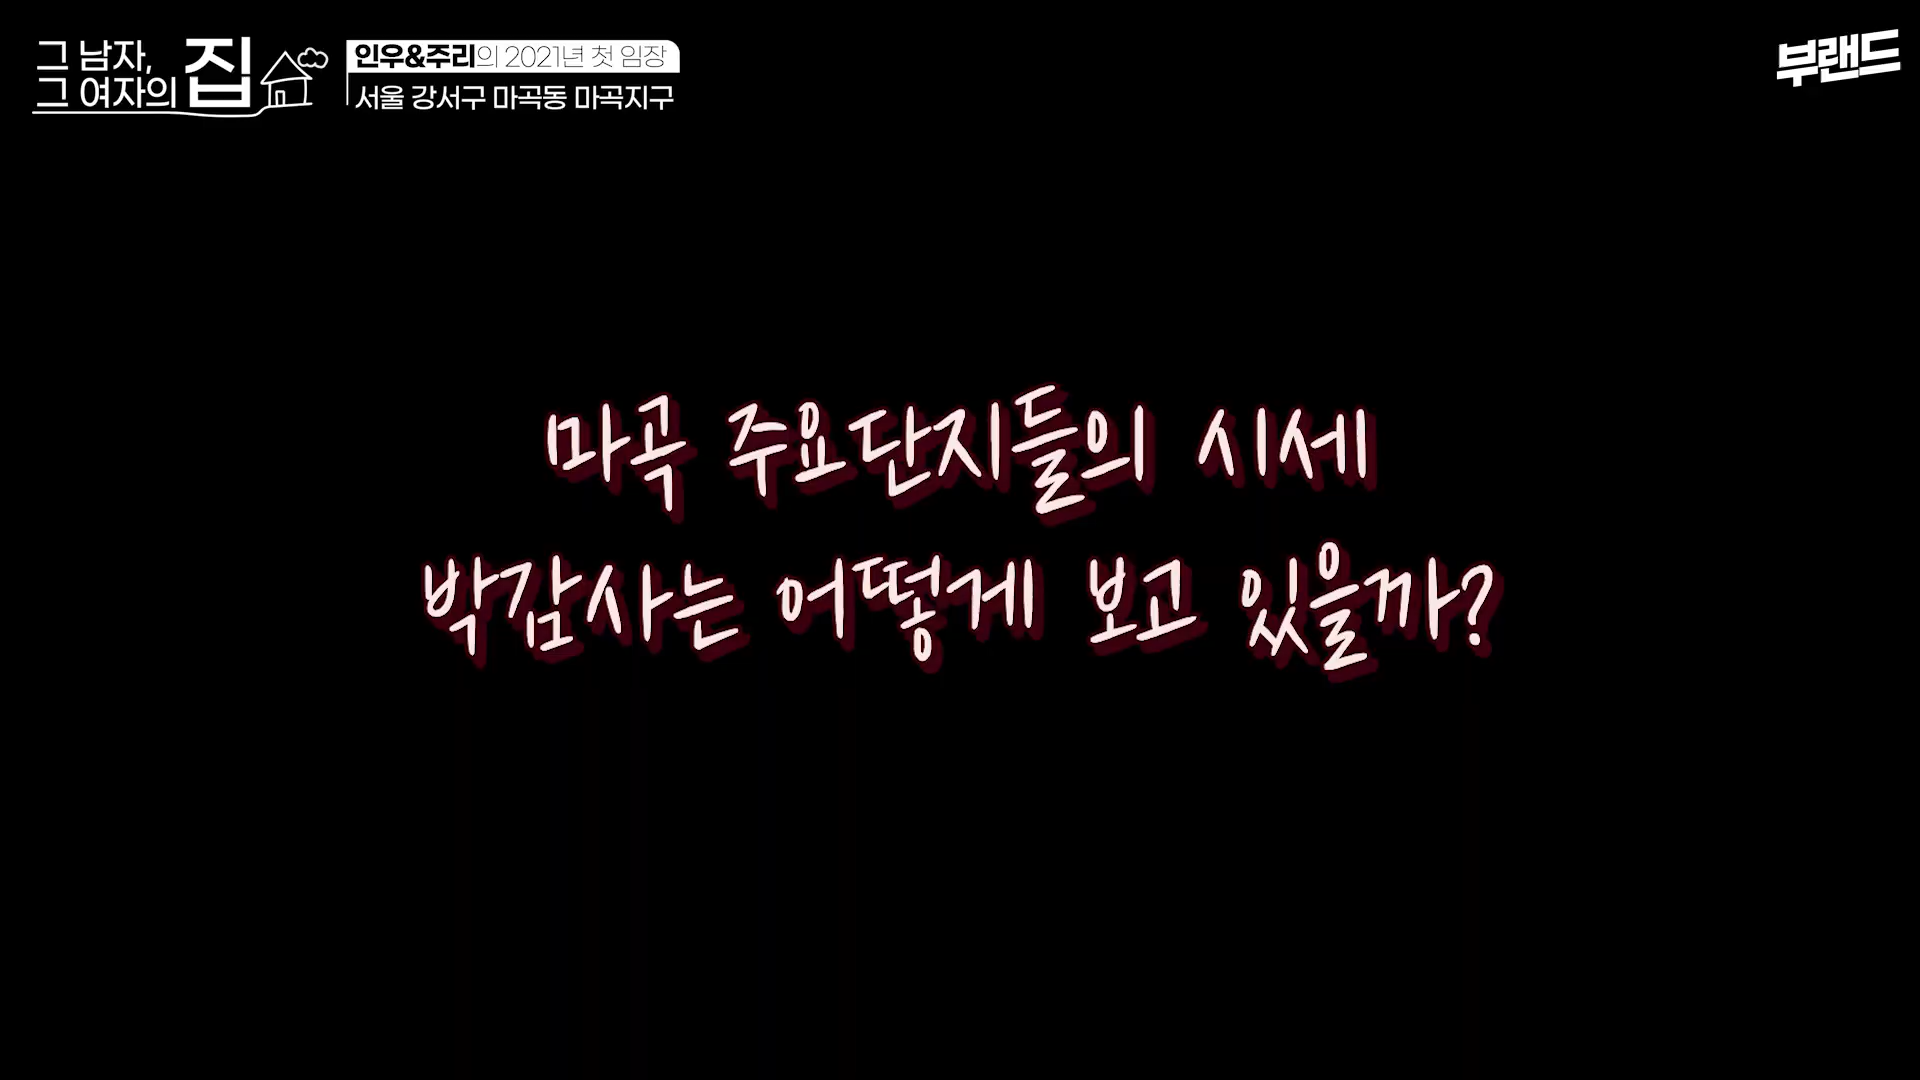 그 남자,
그 여자의 집
인우&주리의 2021년 첫 임장
서울 강서구 마곡동 마곡지구
부랜드
마곡 주요단지들의 시세
박감사는 어떻게 보고 있을까?